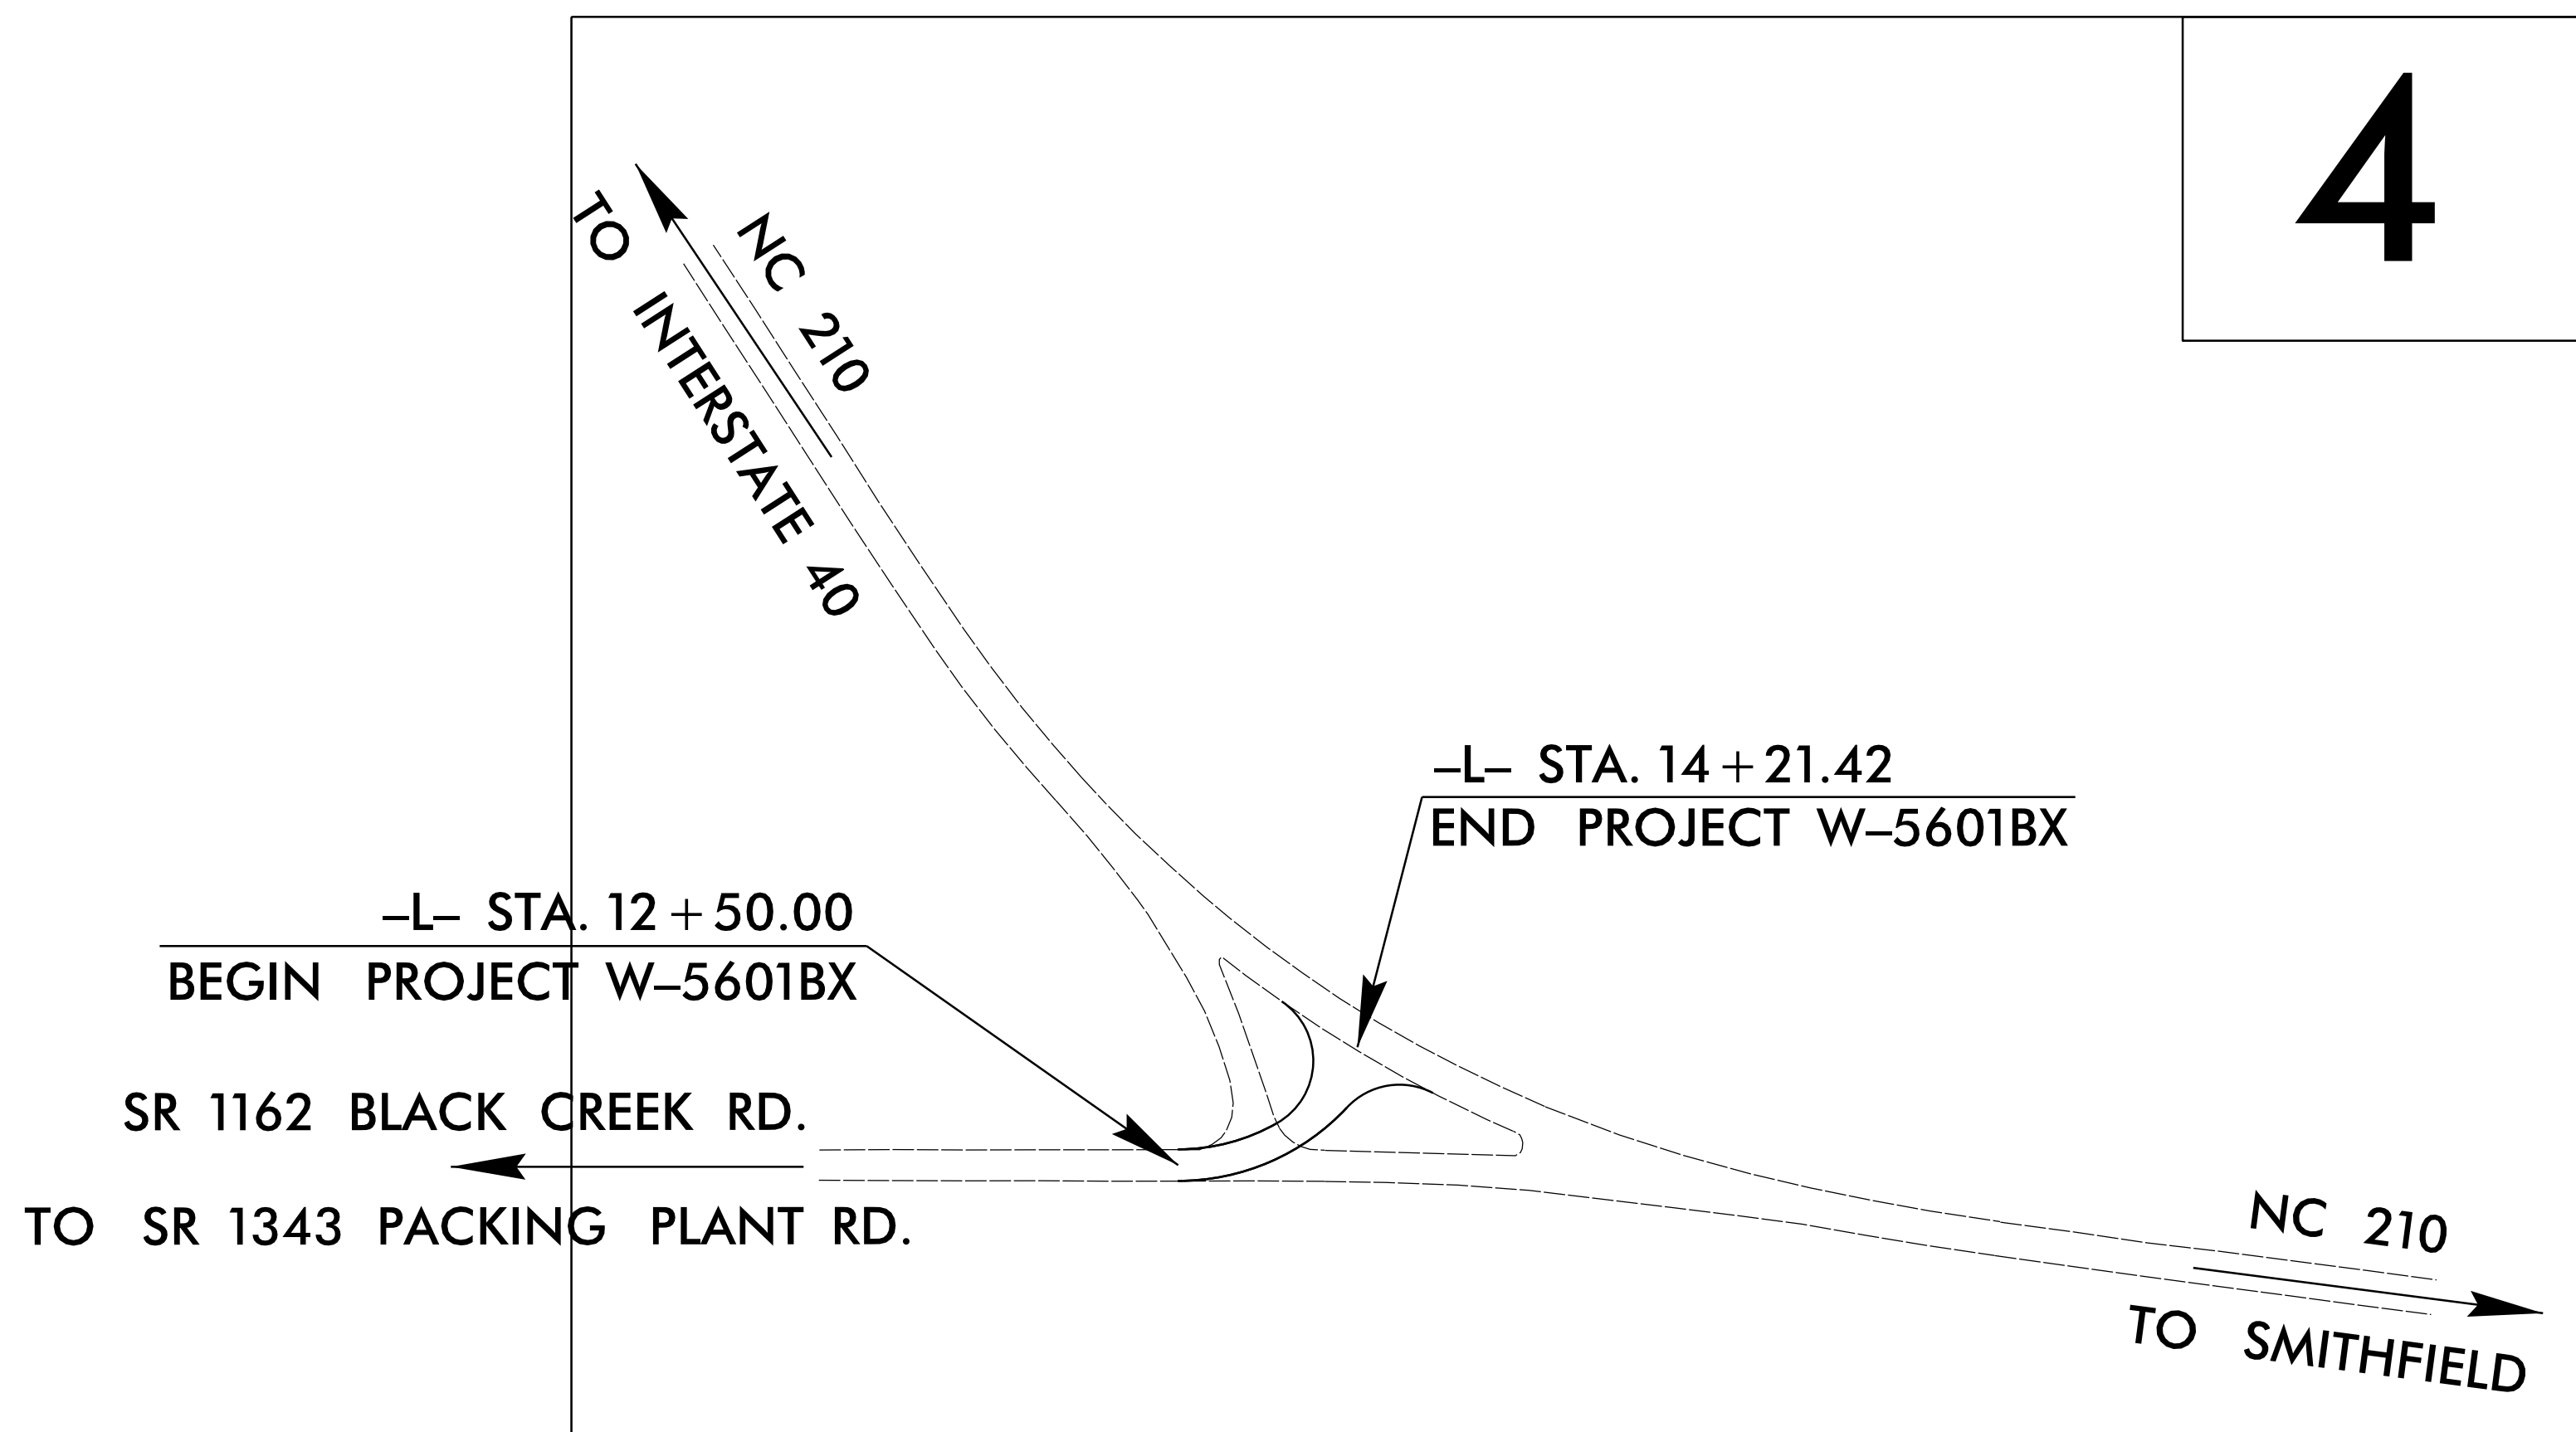 4
NC 210
TO INTERSTATE 40
–L– STA. 14+21.42
END PROJECT W–5601BX
–L– STA. 12+50.00
BEGIN PROJECT W–5601BX
SR 1162 BLACK CREEK RD.
TO SR 1343 PACKING PLANT RD.
NC 210
TO SMITHFIELD